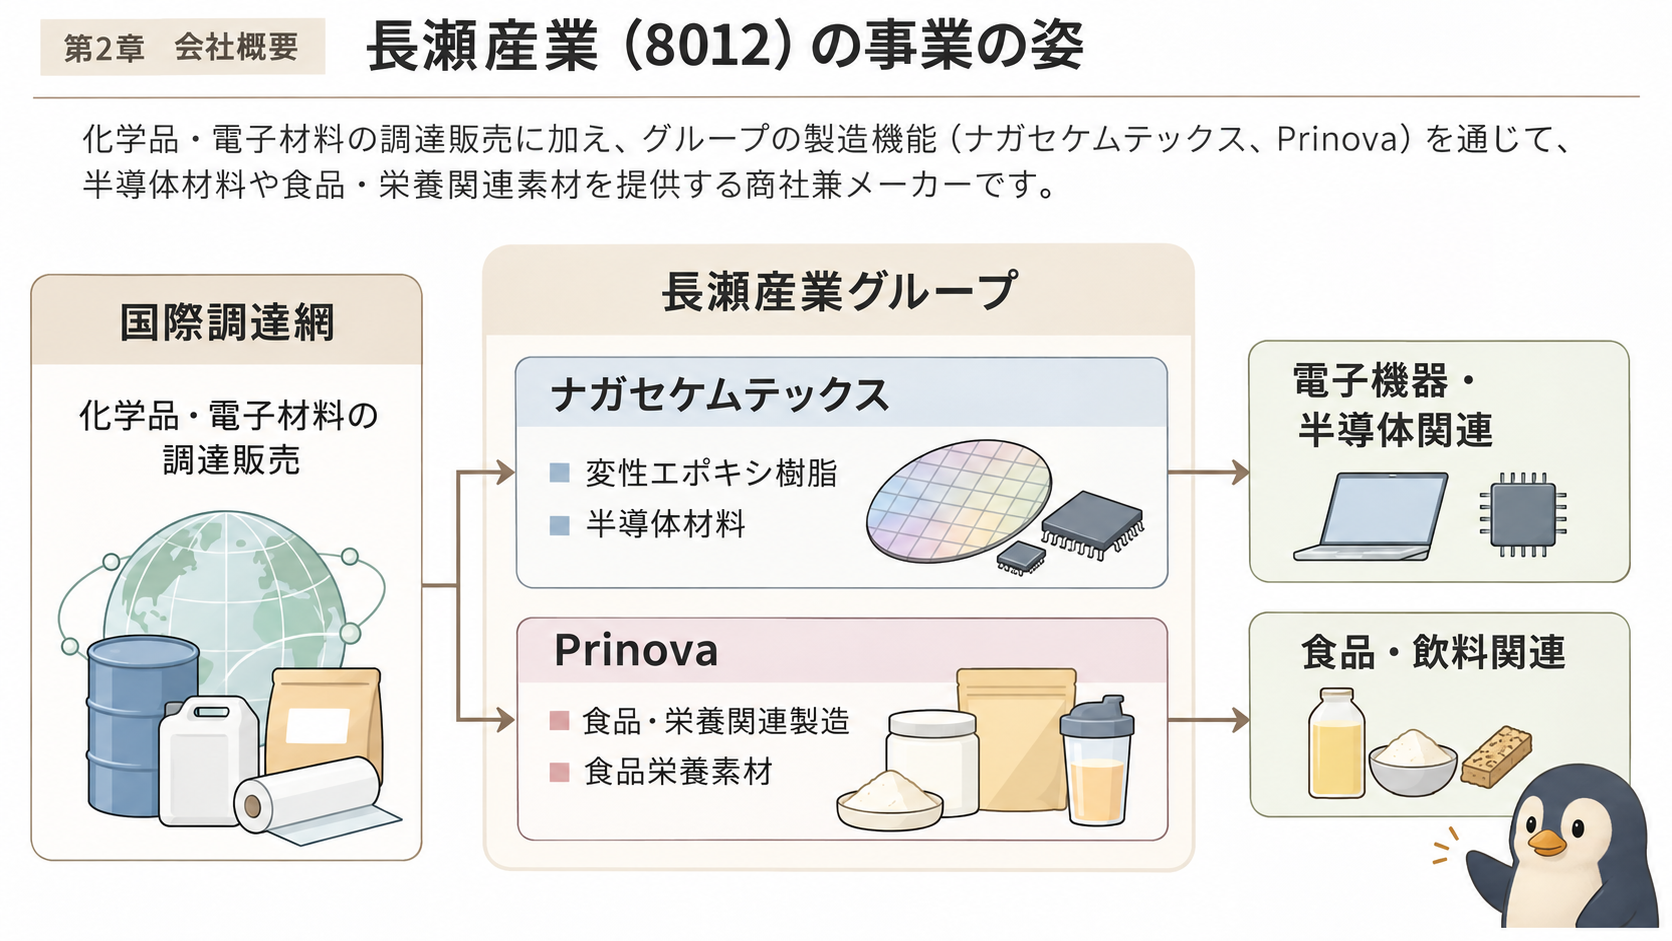 第2章 会社概要
長瀬産業（8012）の事業の姿
化学品・電子材料の調達販売に加え、グループの製造機能（ナガセケムテックス、Prinova）を通じて、
半導体材料や食品・栄養関連素材を提供する商社兼メーカーです。
国際調達網
化学品・電子材料の
調達販売
長瀬産業グループ
ナガセケムテックス
変性エポキシ樹脂
半導体材料
Prinova
食品・栄養関連製造
食品栄養素材
電子機器・
半導体関連
食品・飲料関連